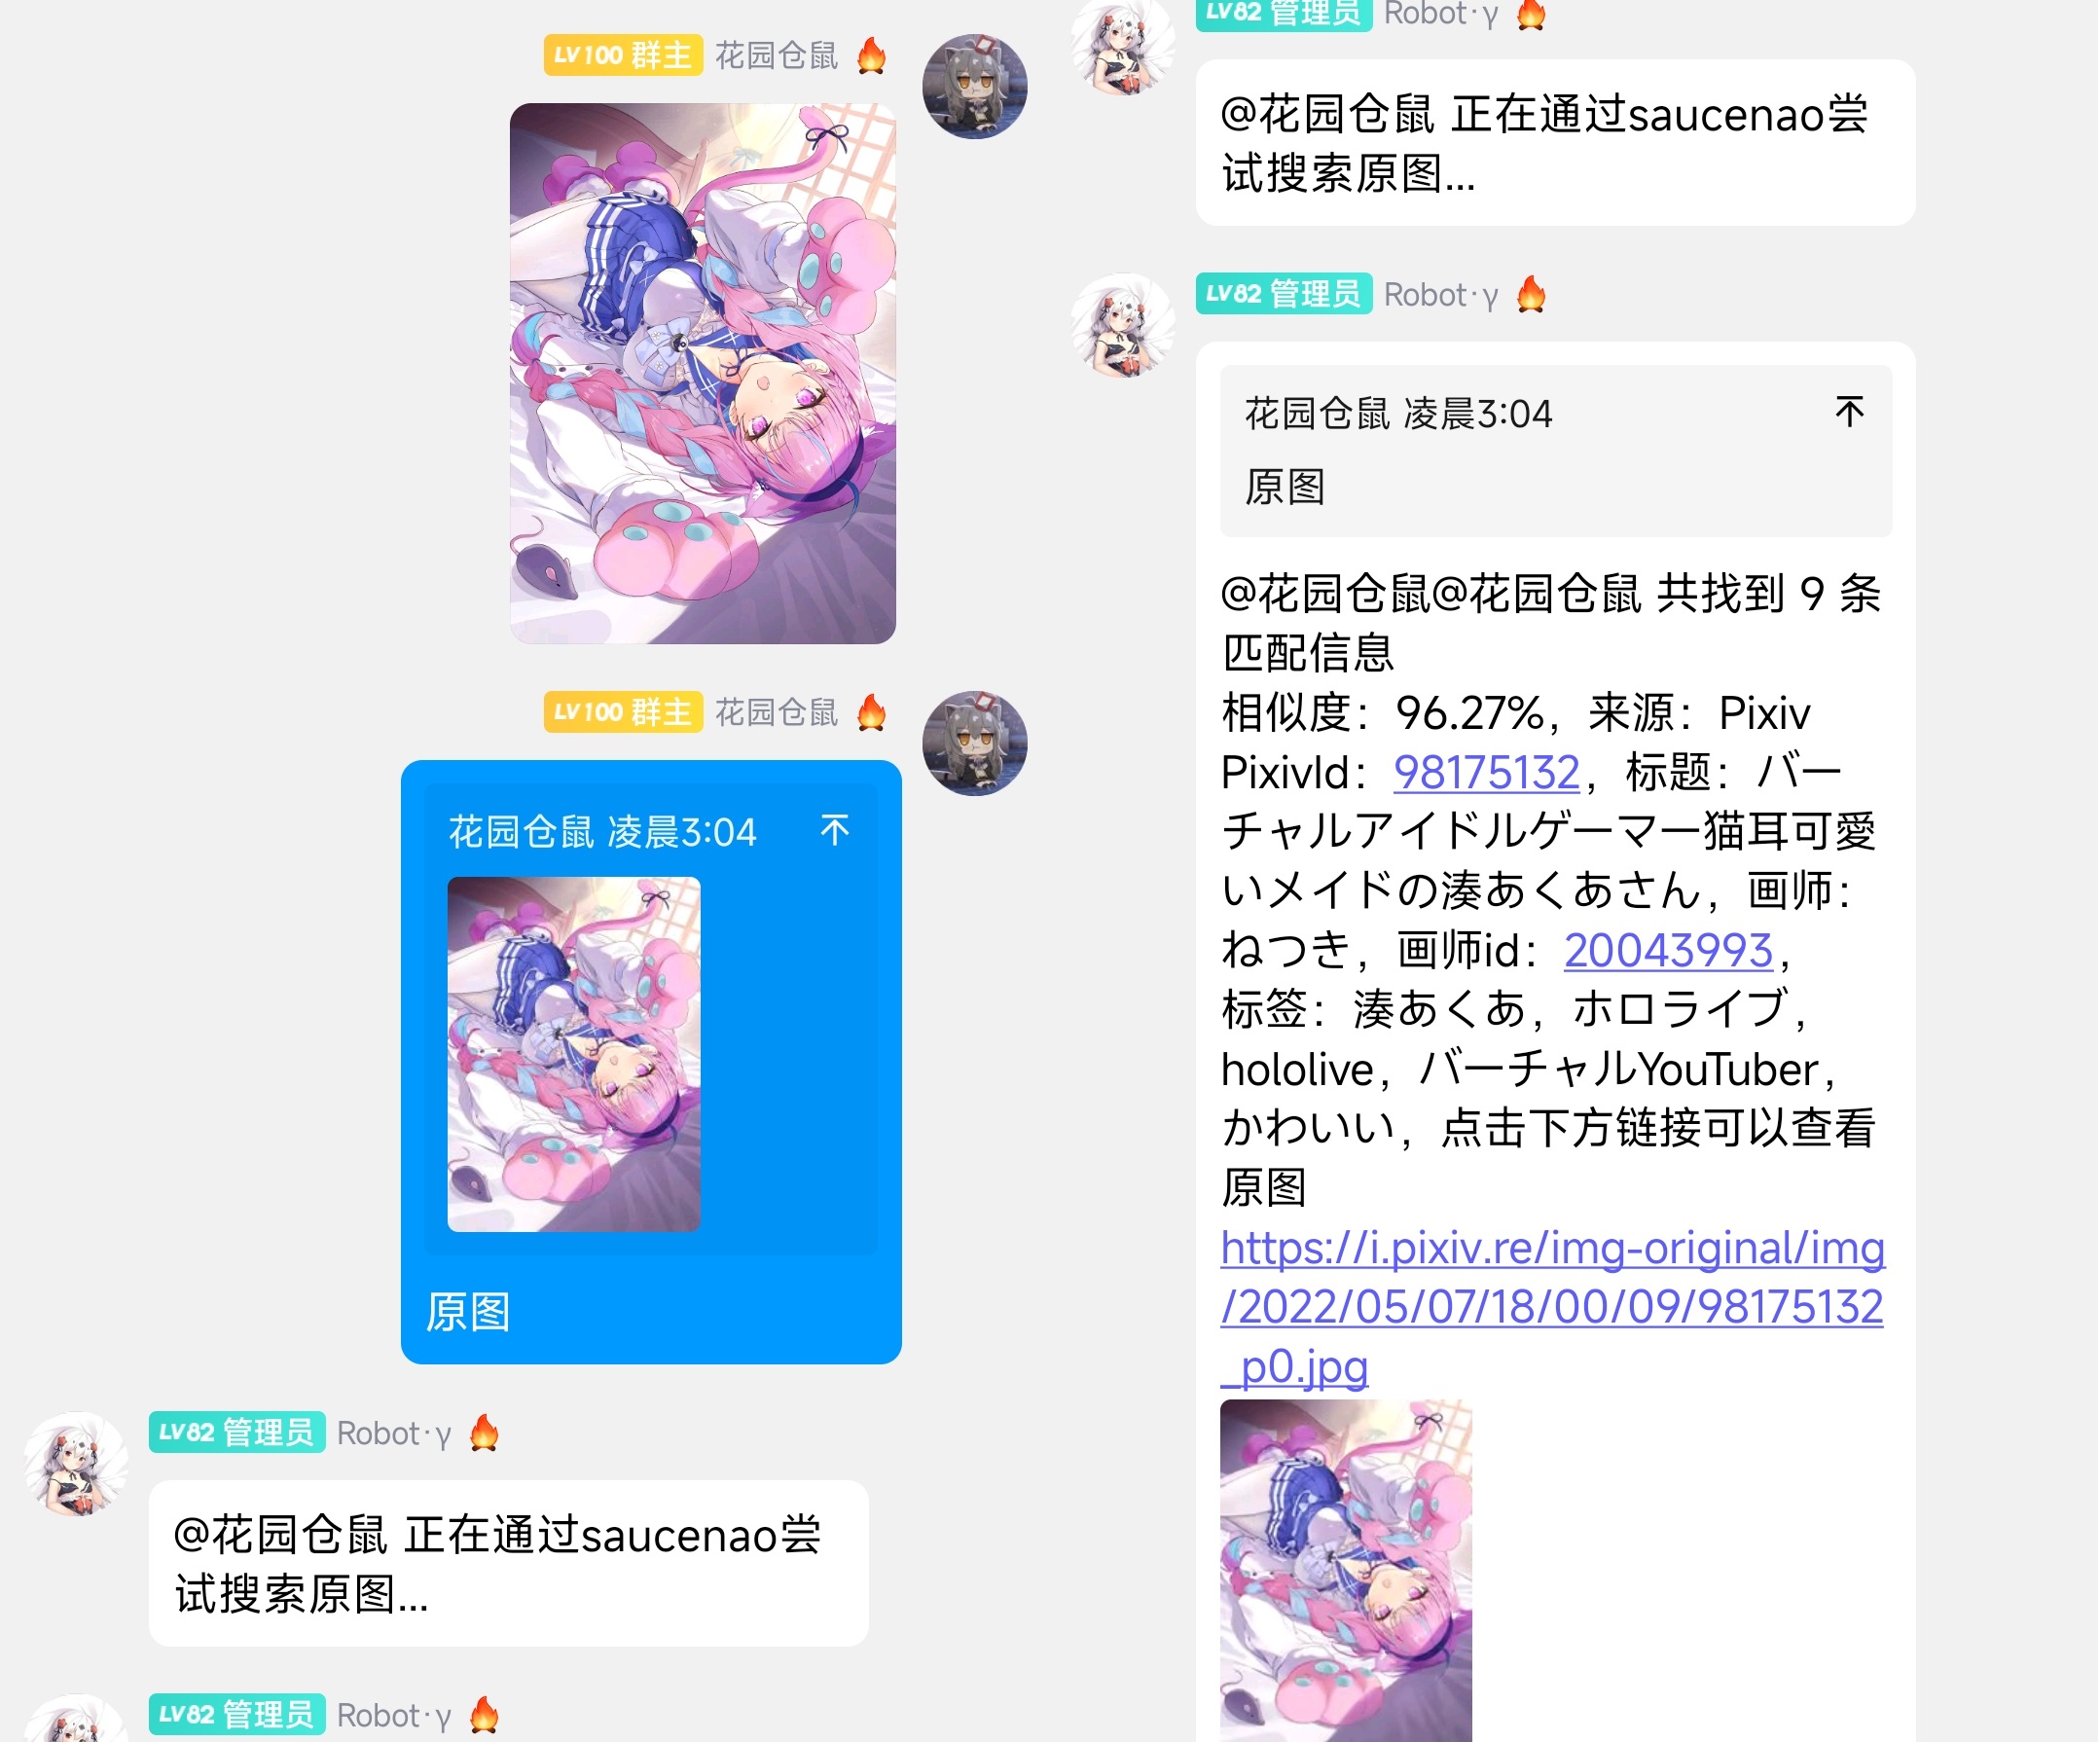 LV100 群主 花园仓鼠
LV100 群主 花园仓鼠
花园仓鼠 凌晨3:04
原图
LV82 管理员 Robot·γ
@花园仓鼠 正在通过saucenao尝
试搜索原图...
LV82 管理员 Robot·γ
LV82 管理员 Robot·γ
@花园仓鼠 正在通过saucenao尝
试搜索原图...
LV82 管理员 Robot·γ
花园仓鼠 凌晨3:04
原图
@花园仓鼠@花园仓鼠 共找到 9 条
匹配信息
相似度：96.27%，来源：Pixiv
PixivId：98175132，标题：バー
チャルアイドルゲーマー猫耳可愛
いメイドの湊あくあさん，画师：
ねつき，画师id：20043993，
标签：湊あくあ，ホロライブ，
hololive，バーチャルYouTuber，
かわいい，点击下方链接可以查看
原图
https://i.pixiv.re/img-original/img
/2022/05/07/18/00/09/98175132
_p0.jpg